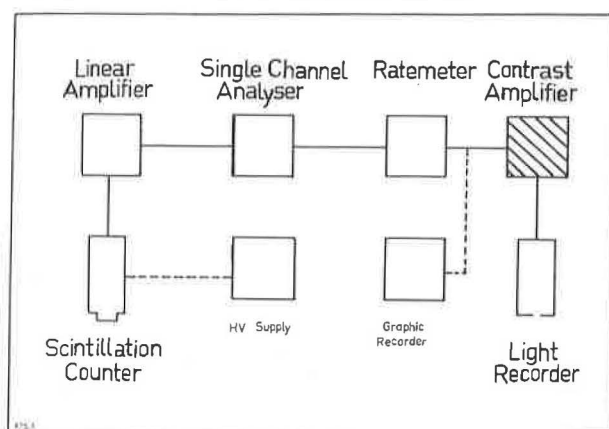 Linear
Amplifier
Single Channel
Analyser
Ratemeter
Contrast
Amplifier
HV Supply
Graphic
Recorder
Scintillation
Counter
Light
Recorder